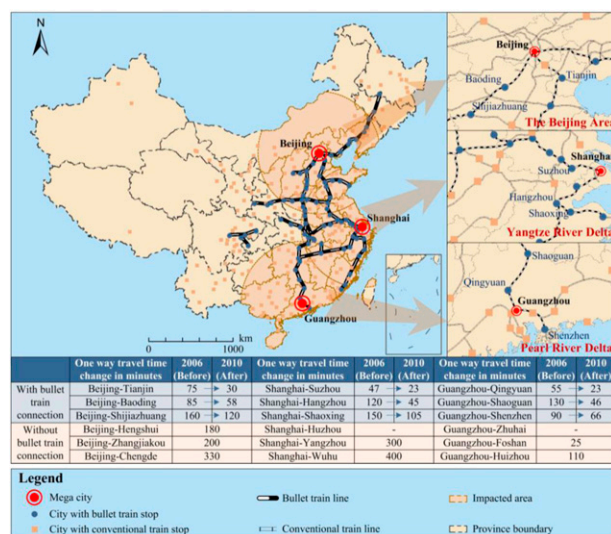 N
Beijing
Shanghai
Guangzhou
0
1000
km
Beijing
Baoding
Tianjin
Shijiazhuang
The Beijing Area
Shanghai
Suzhou
Hangzhou
Shaoxing
Yangtze River Delta
Shaoguan
Qingyuan
Guangzhou
Shenzhen
Pearl River Delta
One way travel time change in minutes 2006 (Before) 2010 (After) One way travel time change in minutes 2006 (Before) 2010 (After) One way travel time change in minutes 2006 (Before) 2010 (After)
With bullet train connection
Beijing-Tianjin 75 → 30 Shanghai-Suzhou 47 → 23 Guangzhou-Qingyuan 55 → 23
Beijing-Baoding 85 → 58 Shanghai-Hangzhou 120 → 45 Guangzhou-Shaoguan 130 → 46
Beijing-Shijiazhuang 160 → 120 Shanghai-Shaoxing 150 → 105 Guangzhou-Shenzhen 90 → 66
Without bullet train connection
Beijing-Hengshui 180 Shanghai-Huzhou - Guangzhou-Zhuhai -
Beijing-Zhangjiakou 200 Shanghai-Yangzhou 300 Guangzhou-Foshan 25
Beijing-Chengde 330 Shanghai-Wuhu 400 Guangzhou-Huizhou 110
Legend
Mega city Bullet train line Impacted area
City with bullet train stop
City with conventional train stop Conventional train line Province boundary